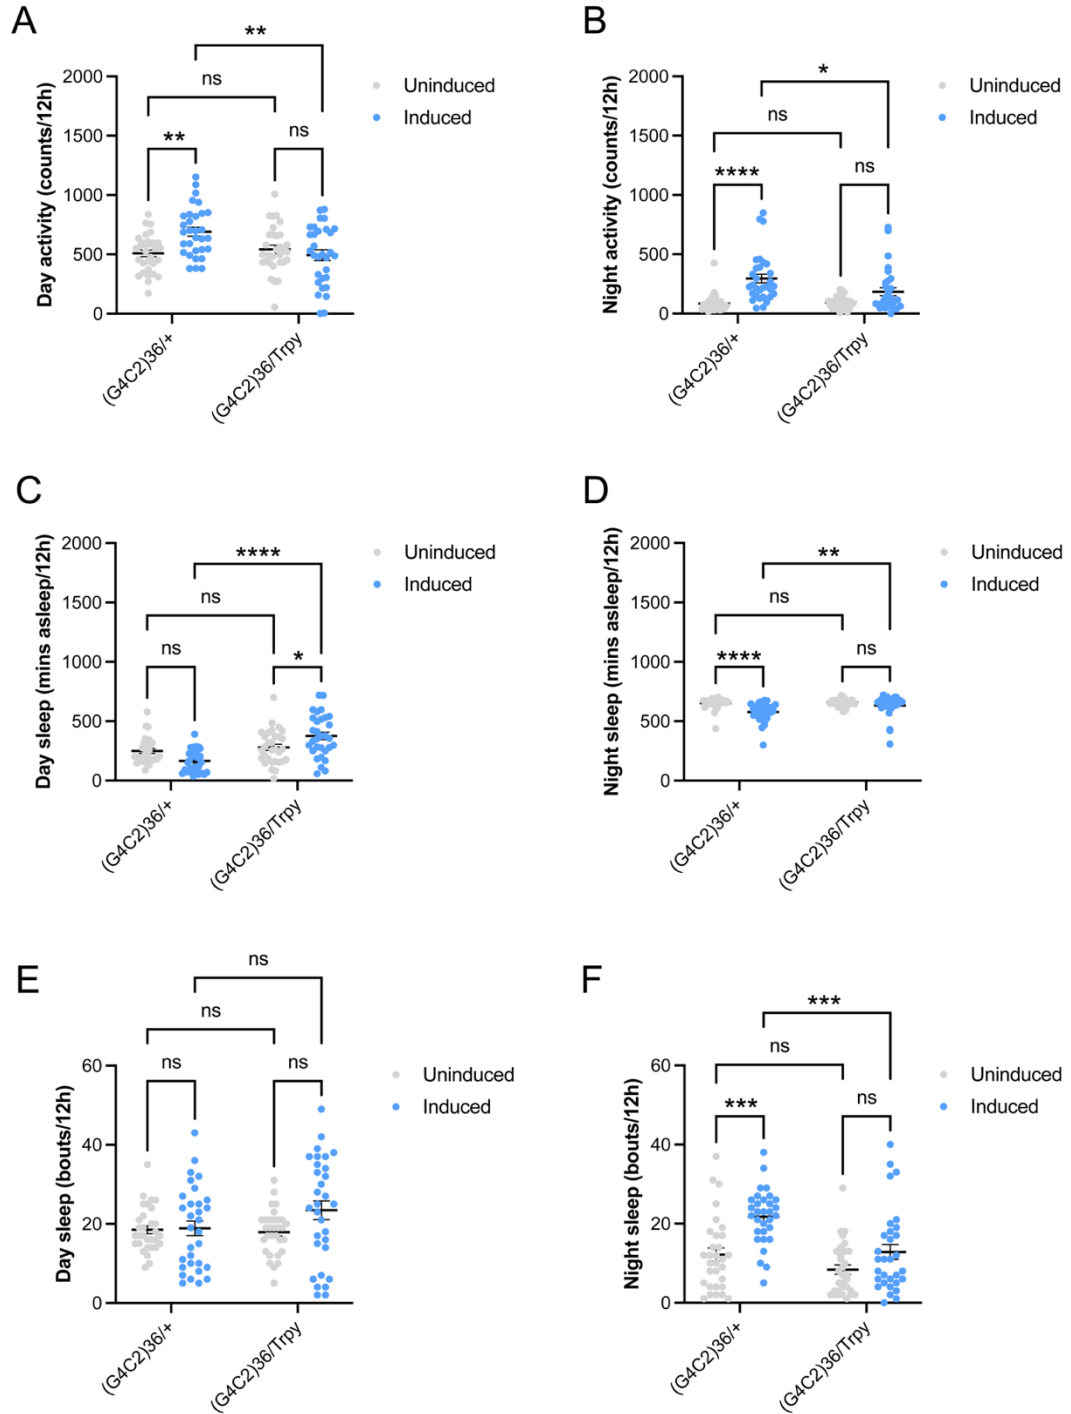 A
**
ns
ns
**
Day activity (counts/12h)
2000
1500
1000
500
0
(G4C2)36/+
(G4C2)36/Trpy
Uninduced
Induced
B
*
ns
ns
****
Night activity (counts/12h)
2000
1500
1000
500
0
(G4C2)36/+
(G4C2)36/Trpy
Uninduced
Induced
C
****
ns
ns
*
Day sleep (mins asleep/12h)
2000
1500
1000
500
0
(G4C2)36/+
(G4C2)36/Trpy
Uninduced
Induced
D
**
ns
****
ns
Night sleep (mins asleep/12h)
2000
1500
1000
500
0
(G4C2)36/+
(G4C2)36/Trpy
Uninduced
Induced
E
ns
ns
ns
ns
Day sleep (bouts/12h)
60
40
20
0
(G4C2)36/+
(G4C2)36/Trpy
Uninduced
Induced
F
***
ns
***
ns
Night sleep (bouts/12h)
60
40
20
0
(G4C2)36/+
(G4C2)36/Trpy
Uninduced
Induced